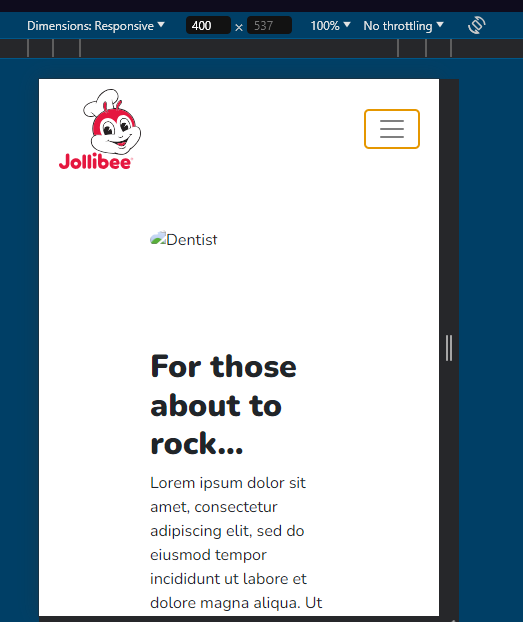 Dimensions: Responsive 400 × 537 100% No throttling
Jollibee
Dentist
For those
about to
rock...
Lorem ipsum dolor sit
amet, consectetur
adipiscing elit, sed do
eiusmod tempor
incididunt ut labore et
dolore magna aliqua. Ut